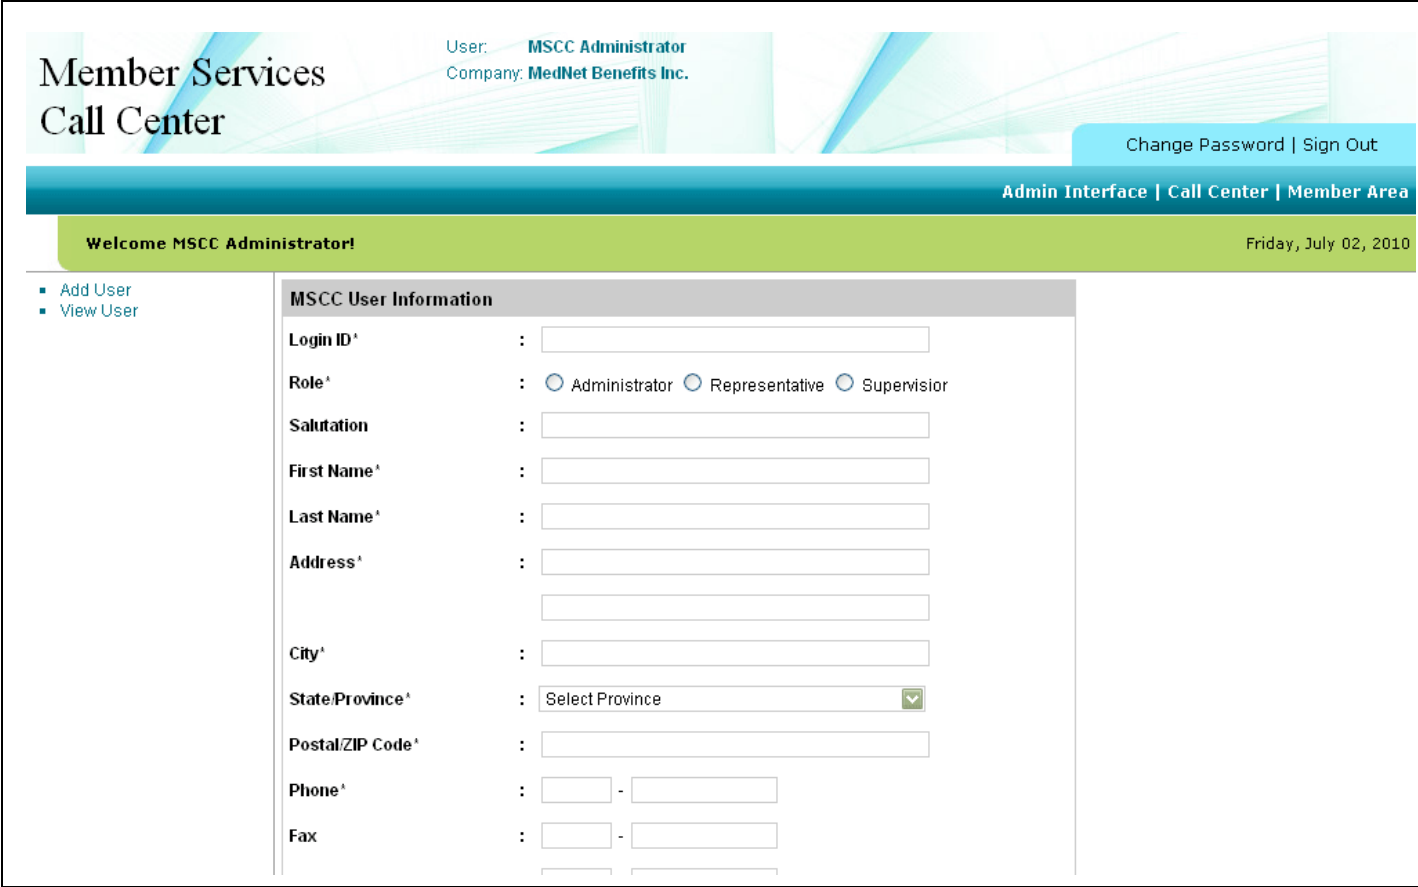 Member Services
Call Center
User: MSCC Administrator
Company: MedNet Benefits Inc.
Change Password | Sign Out
Admin Interface | Call Center | Member Area
Welcome MSCC Administrator!
Friday, July 02, 2010
Add User
View User
MSCC User Information
Login ID* :
Role* : Administrator Representative Supervisior
Salutation :
First Name* :
Last Name* :
Address* :
City* :
State/Province* : Select Province
Postal/ZIP Code* :
Phone* : -
Fax : -